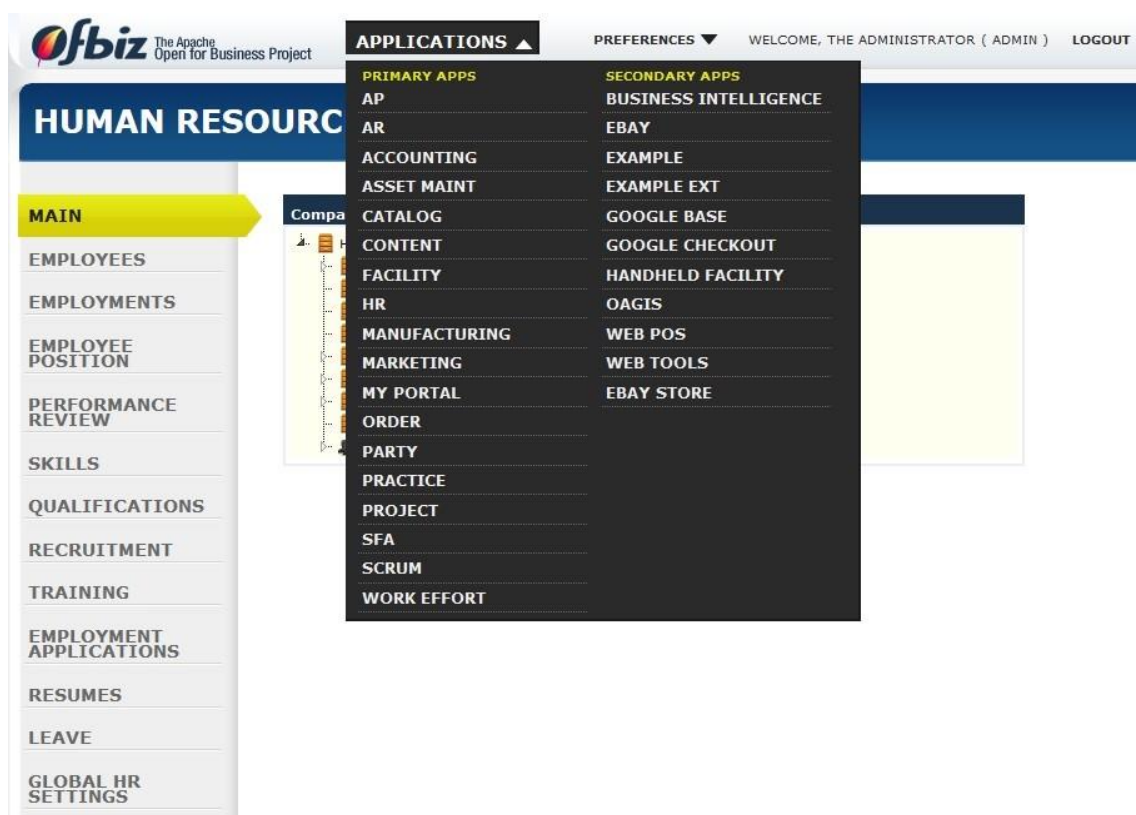 Ofbiz The Apache
Open for Business Project
APPLICATIONS
PREFERENCES
WELCOME, THE ADMINISTRATOR ( ADMIN )
LOGOUT
HUMAN RESOURC
PRIMARY APPS
AP
AR
ACCOUNTING
ASSET MAINT
CATALOG
CONTENT
FACILITY
HR
MANUFACTURING
MARKETING
MY PORTAL
ORDER
PARTY
PRACTICE
PROJECT
SFA
SCRUM
WORK EFFORT
SECONDARY APPS
BUSINESS INTELLIGENCE
EBAY
EXAMPLE
EXAMPLE EXT
GOOGLE BASE
GOOGLE CHECKOUT
HANDHELD FACILITY
OAGIS
WEB POS
WEB TOOLS
EBAY STORE
MAIN
EMPLOYEES
EMPLOYMENTS
EMPLOYEE
POSITION
PERFORMANCE
REVIEW
SKILLS
QUALIFICATIONS
RECRUITMENT
TRAINING
EMPLOYMENT
APPLICATIONS
RESUMES
LEAVE
GLOBAL HR
SETTINGS
Compa